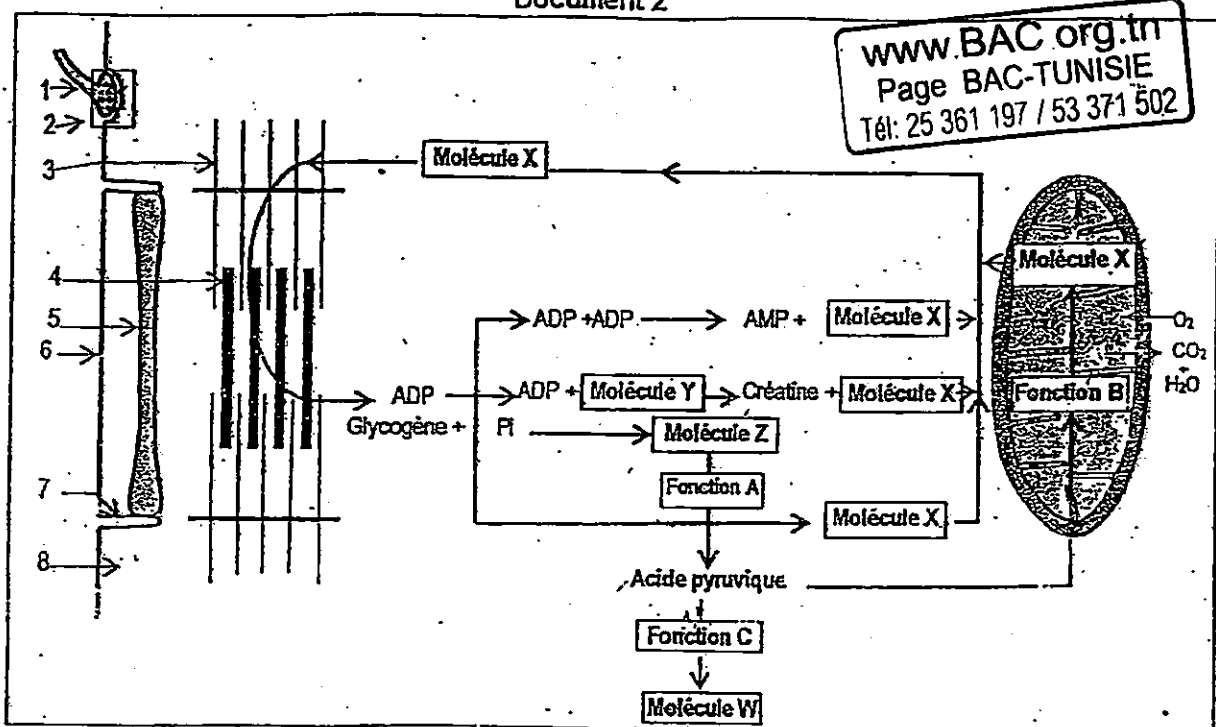 Document 2
www.BAC.org.tn
Page BAC-TUNISIE
Tél: 25 361 197 / 53 371 502
1
2
3
Molécule X
4
Molécule X
5
ADP + ADP
AMP +
Molécule X
O₂
6
CO₂
+
H₂O
ADP
ADP +
Molécule Y
Créatine +
Molécule X
Fonction B
Glycogène +
Pi
Molécule Z
Fonction A
7
Molécule X
8
Acide pyruvique
Fonction C
Molécule W